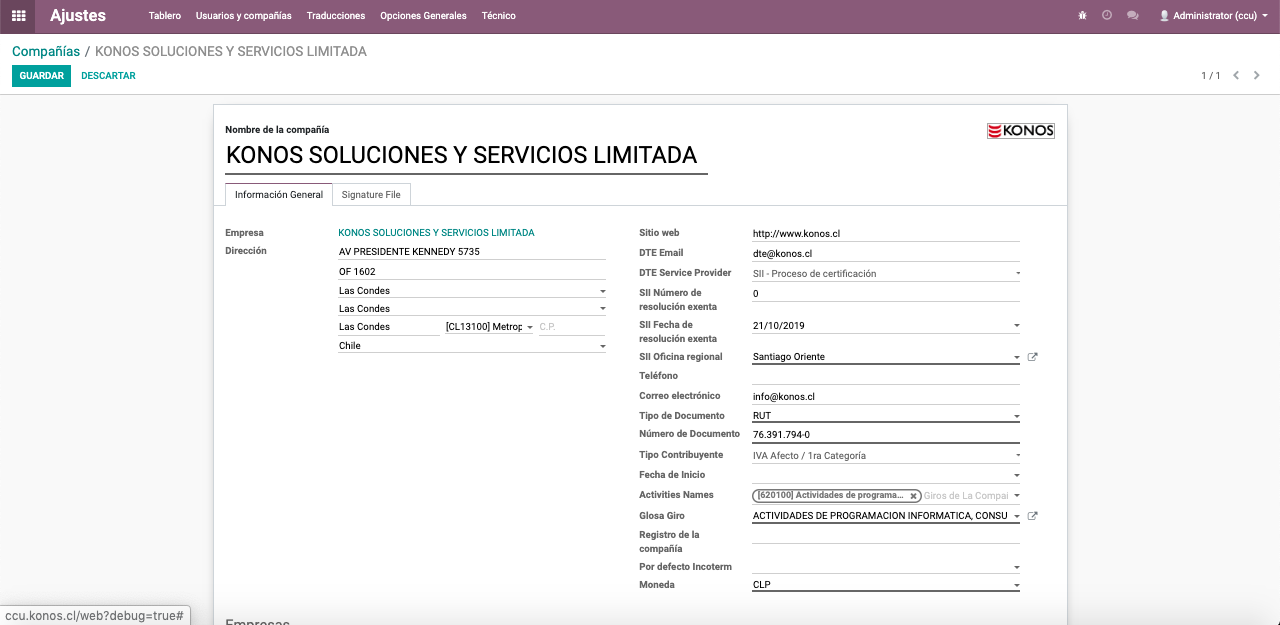 Ajustes Tablero Usuarios y compañías Traducciones Opciones Generales Técnico Administrator (ccu)
Compañías / KONOS SOLUCIONES Y SERVICIOS LIMITADA
GUARDAR DESCARTAR 1 / 1
Nombre de la compañía
KONOS
KONOS SOLUCIONES Y SERVICIOS LIMITADA
Información General Signature File
Empresa KONOS SOLUCIONES Y SERVICIOS LIMITADA
Dirección AV PRESIDENTE KENNEDY 5735
OF 1602
Las Condes
Las Condes
Las Condes [CL13100] Metrop C.P.
Chile
Sitio web http://www.konos.cl
DTE Email dte@konos.cl
DTE Service Provider SII - Proceso de certificación
SII Número de 0
resolución exenta
SII Fecha de 21/10/2019
resolución exenta
SII Oficina regional Santiago Oriente
Teléfono
Correo electrónico info@konos.cl
Tipo de Documento RUT
Número de Documento 76.391.794-0
Tipo Contribuyente IVA Afecto / 1ra Categoría
Fecha de Inicio
Activities Names [620100] Actividades de programa... × Giros de La Compai
Glosa Giro ACTIVIDADES DE PROGRAMACION INFORMATICA, CONSU
Registro de la
compañía
Por defecto Incoterm
Moneda CLP
Empresas
ccu.konos.cl/web?debug=true#